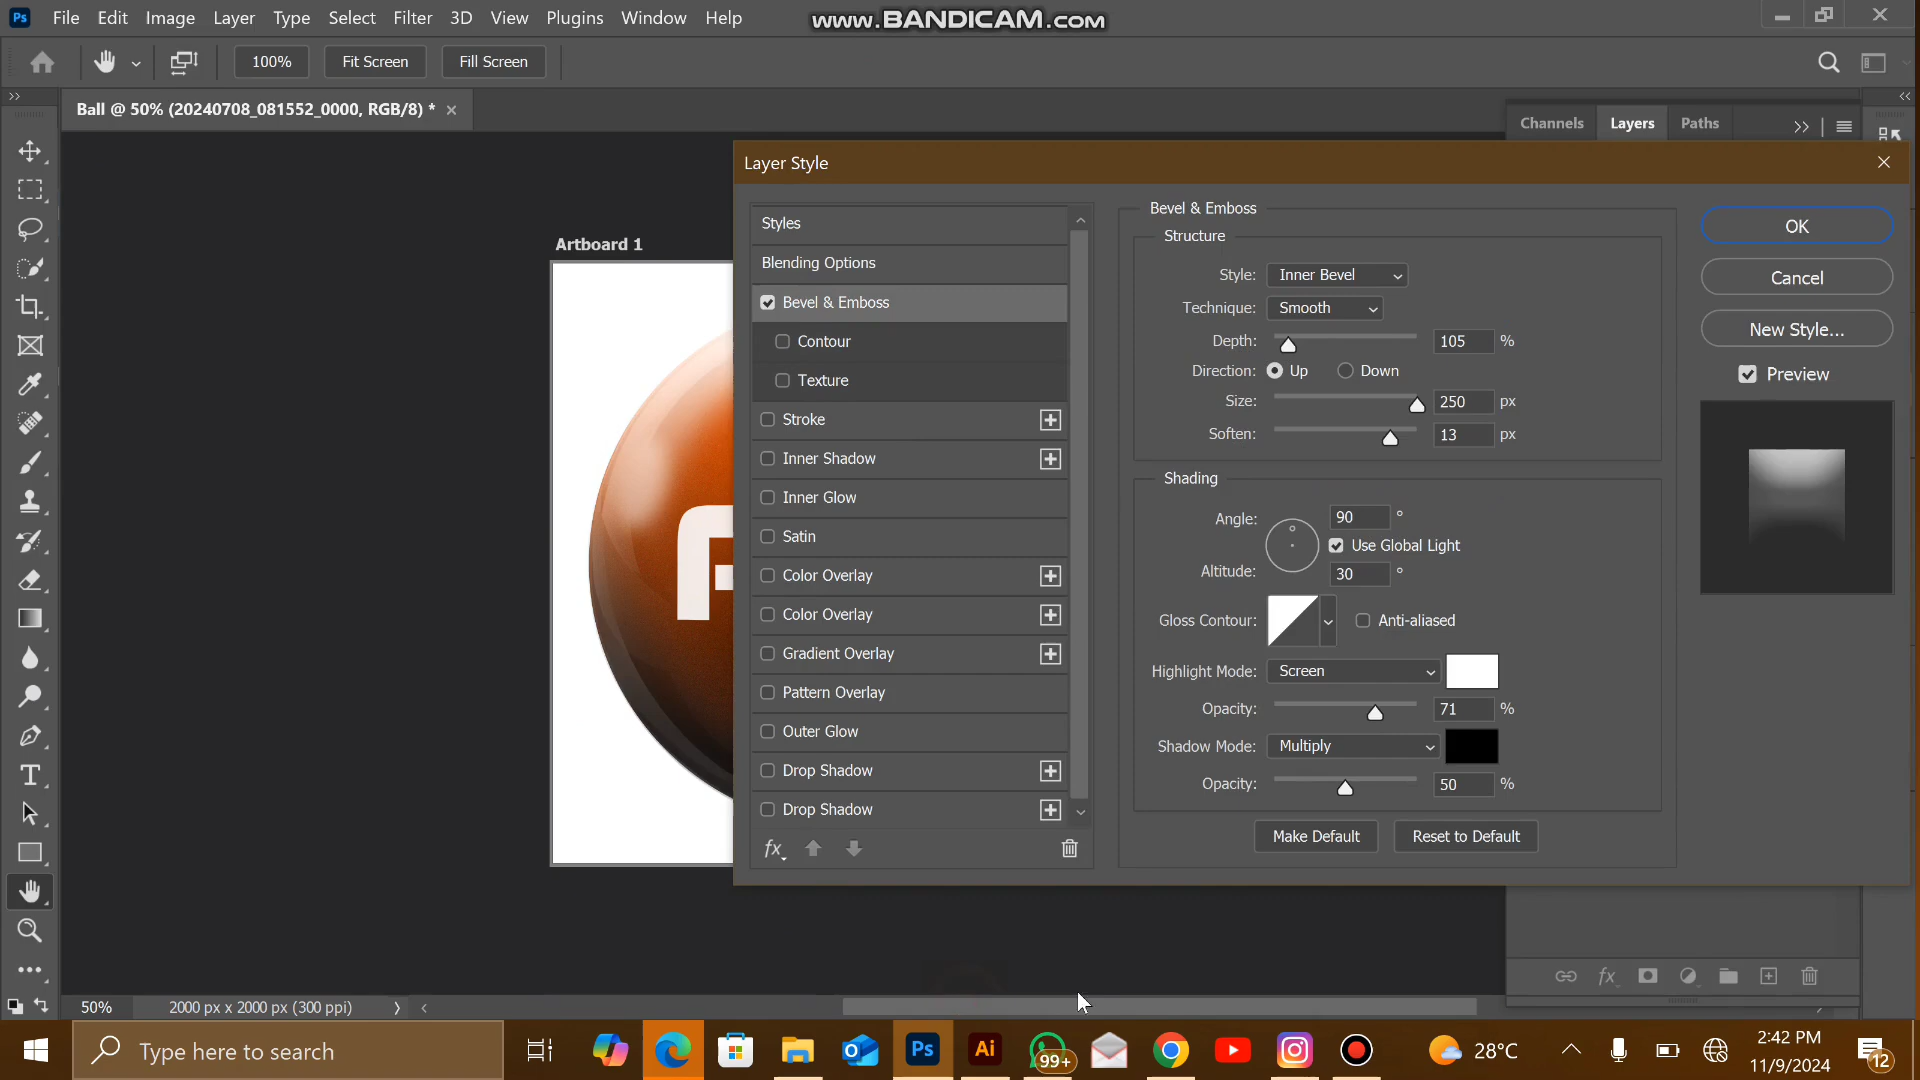 Ps File Edit Image Layer Type Select Filter 3D View Plugins Window Help
www.BANDICAM.com
100% Fit Screen Fill Screen
Ball @ 50% (20240708_081552_0000, RGB/8) *
Channels Layers Paths
Artboard 1
Layer Style
Styles
Blending Options
Bevel & Emboss
Contour
Texture
Stroke
Inner Shadow
Inner Glow
Satin
Color Overlay
Color Overlay
Gradient Overlay
Pattern Overlay
Outer Glow
Drop Shadow
Drop Shadow
fx
Bevel & Emboss
Structure
Style: Inner Bevel
Technique: Smooth
Depth: 105 %
Direction: Up Down
Size: 250 px
Soften: 13 px
Shading
Angle: 90 °
Use Global Light
Altitude: 30 °
Gloss Contour: Anti-aliased
Highlight Mode: Screen
Opacity: 71 %
Shadow Mode: Multiply
Opacity: 50 %
Make Default Reset to Default
OK
Cancel
New Style...
Preview
fx
50% 2000 px x 2000 px (300 ppi)
Type here to search
Ps Ai 99+
28°C
2:42 PM
11/9/2024
12